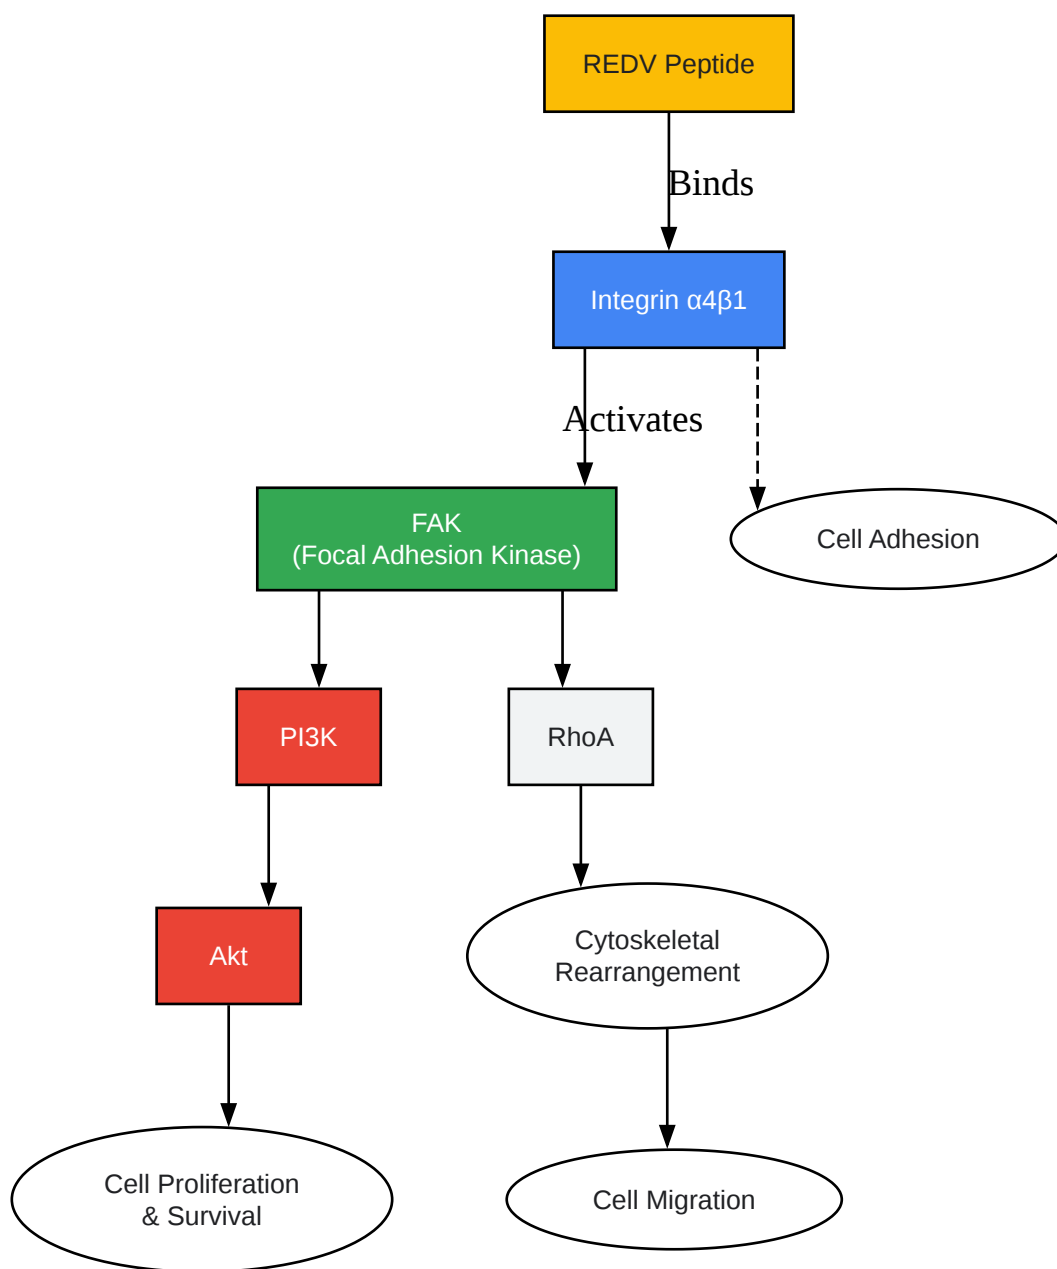 REDV Peptide
Binds
Integrin α4β1
Activates
FAK
(Focal Adhesion Kinase)
Cell Adhesion
PI3K
RhoA
Akt
Cytoskeletal
Rearrangement
Cell Proliferation
& Survival
Cell Migration